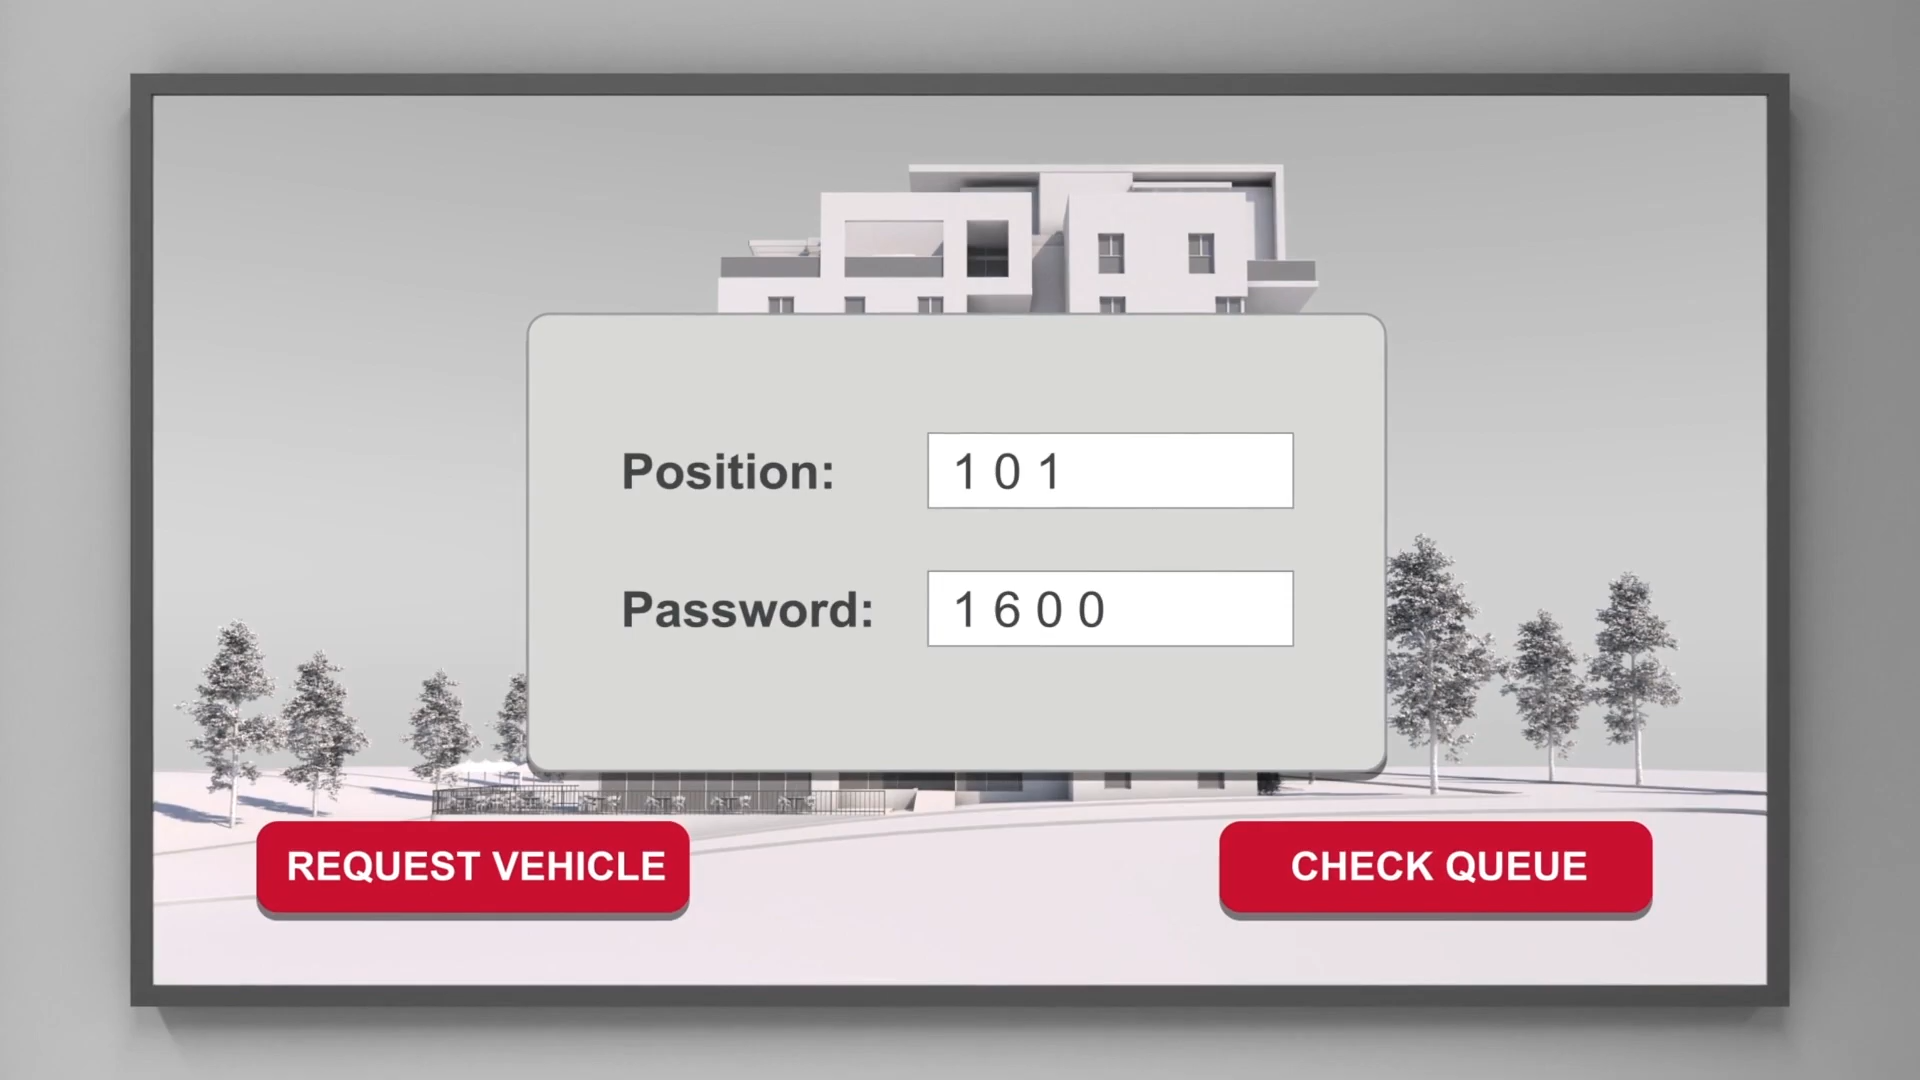 Position: 1 0 1
Password: 1 6 0 0
REQUEST VEHICLE
CHECK QUEUE